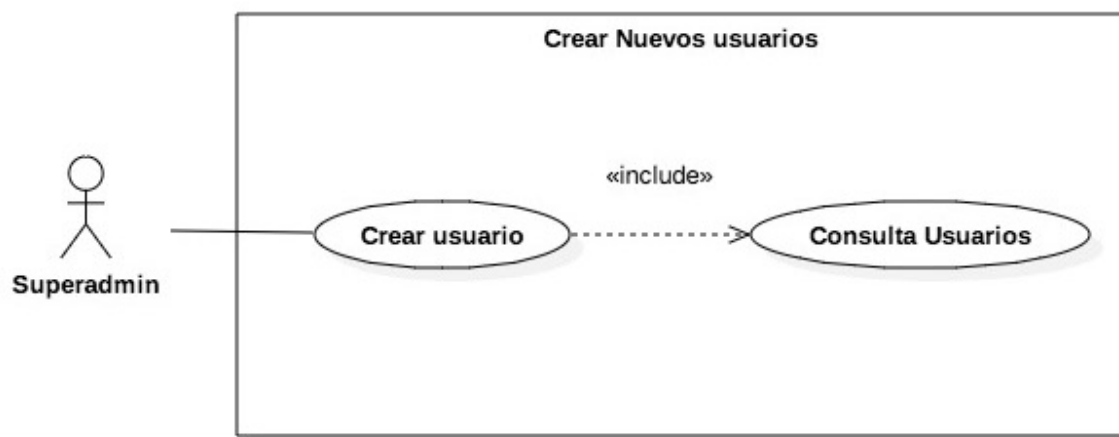 Crear Nuevos usuarios
«include»
Crear usuario
Consulta Usuarios
Superadmin